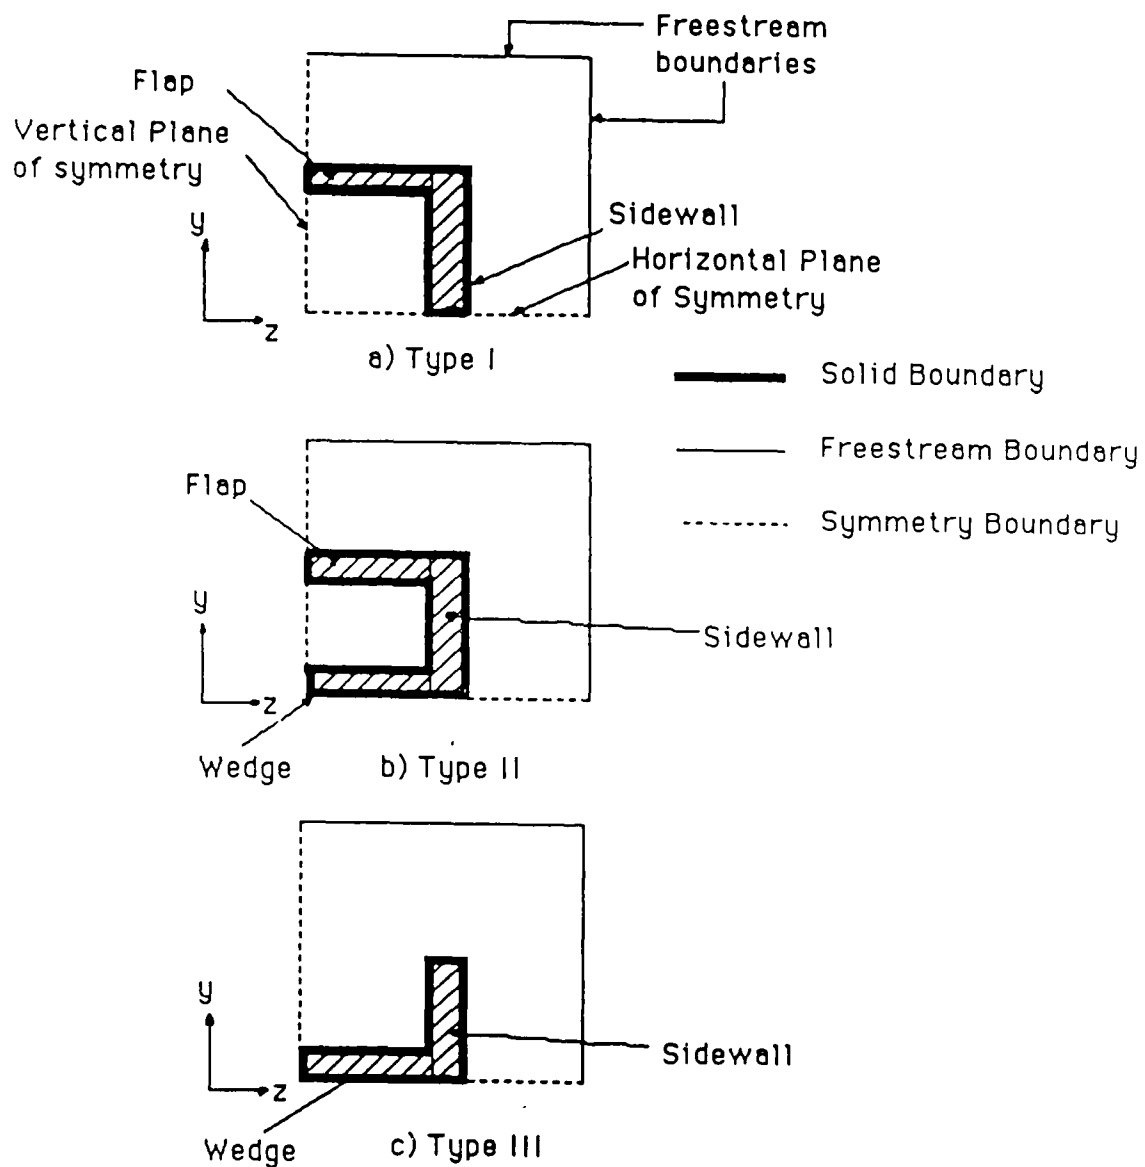 Freestream
boundaries
Flap
Vertical Plane
of symmetry
y
z
Sidewall
Horizontal Plane
of Symmetry
a) Type I
Solid Boundary
Freestream Boundary
Symmetry Boundary
Flap
y
z
Sidewall
Wedge
b) Type II
y
z
Sidewall
Wedge
c) Type III